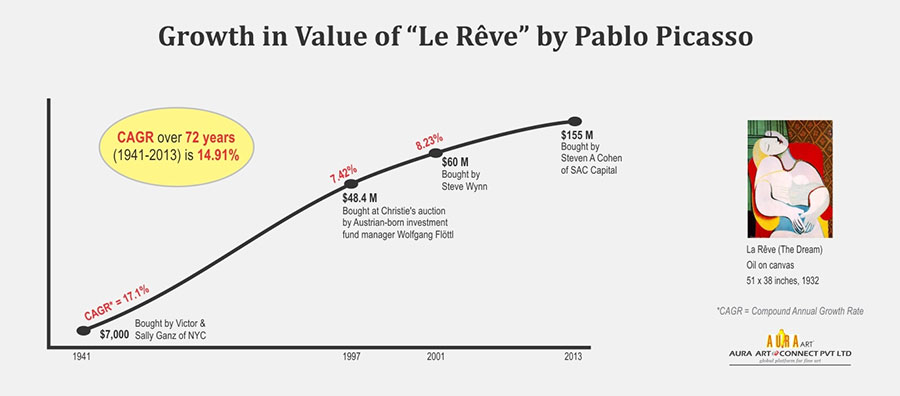 Growth in Value of “Le Rêve” by Pablo Picasso
CAGR over 72 years
(1941-2013) is 14.91%
CAGR* = 17.1%
$7,000
Bought by Victor &
Sally Ganz of NYC
7.42%
$48.4 M
Bought at Christie's auction
by Austrian-born investment
fund manager Wolfgang Flöttl
8.23%
$60 M
Bought by
Steve Wynn
$155 M
Bought by
Steven A Cohen
of SAC Capital
1941
1997
2001
2013
La Rêve (The Dream)
Oil on canvas
51 x 38 inches, 1932
*CAGR = Compound Annual Growth Rate
AURA ART
AURA ART CONNECT PVT LTD
global platform for fine art